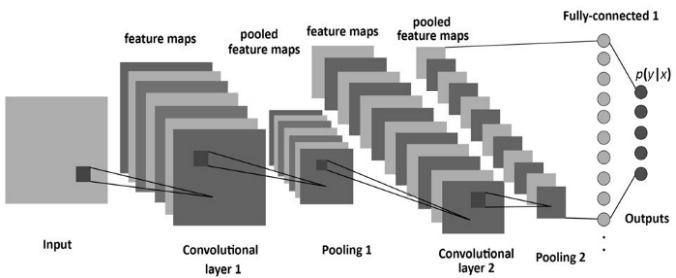 feature maps
pooled
feature maps
feature maps
pooled
feature maps
Fully-connected 1
p(y|x)
Input
Convolutional
layer 1
Pooling 1
Convolutional
layer 2
Pooling 2
Outputs